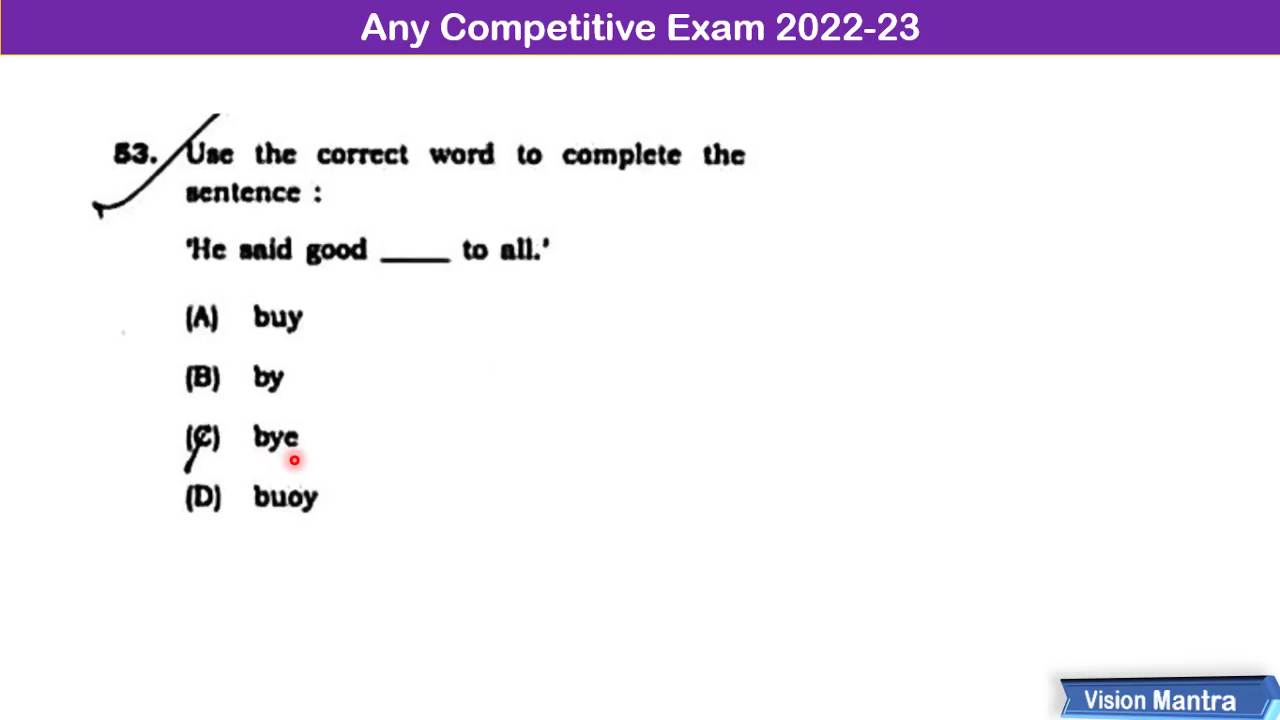 Any Competitive Exam 2022-23
53. Use the correct word to complete the
sentence :
'He said good ____ to all.'
(A) buy
(B) by
(C) bye
(D) buoy
Vision Mantra